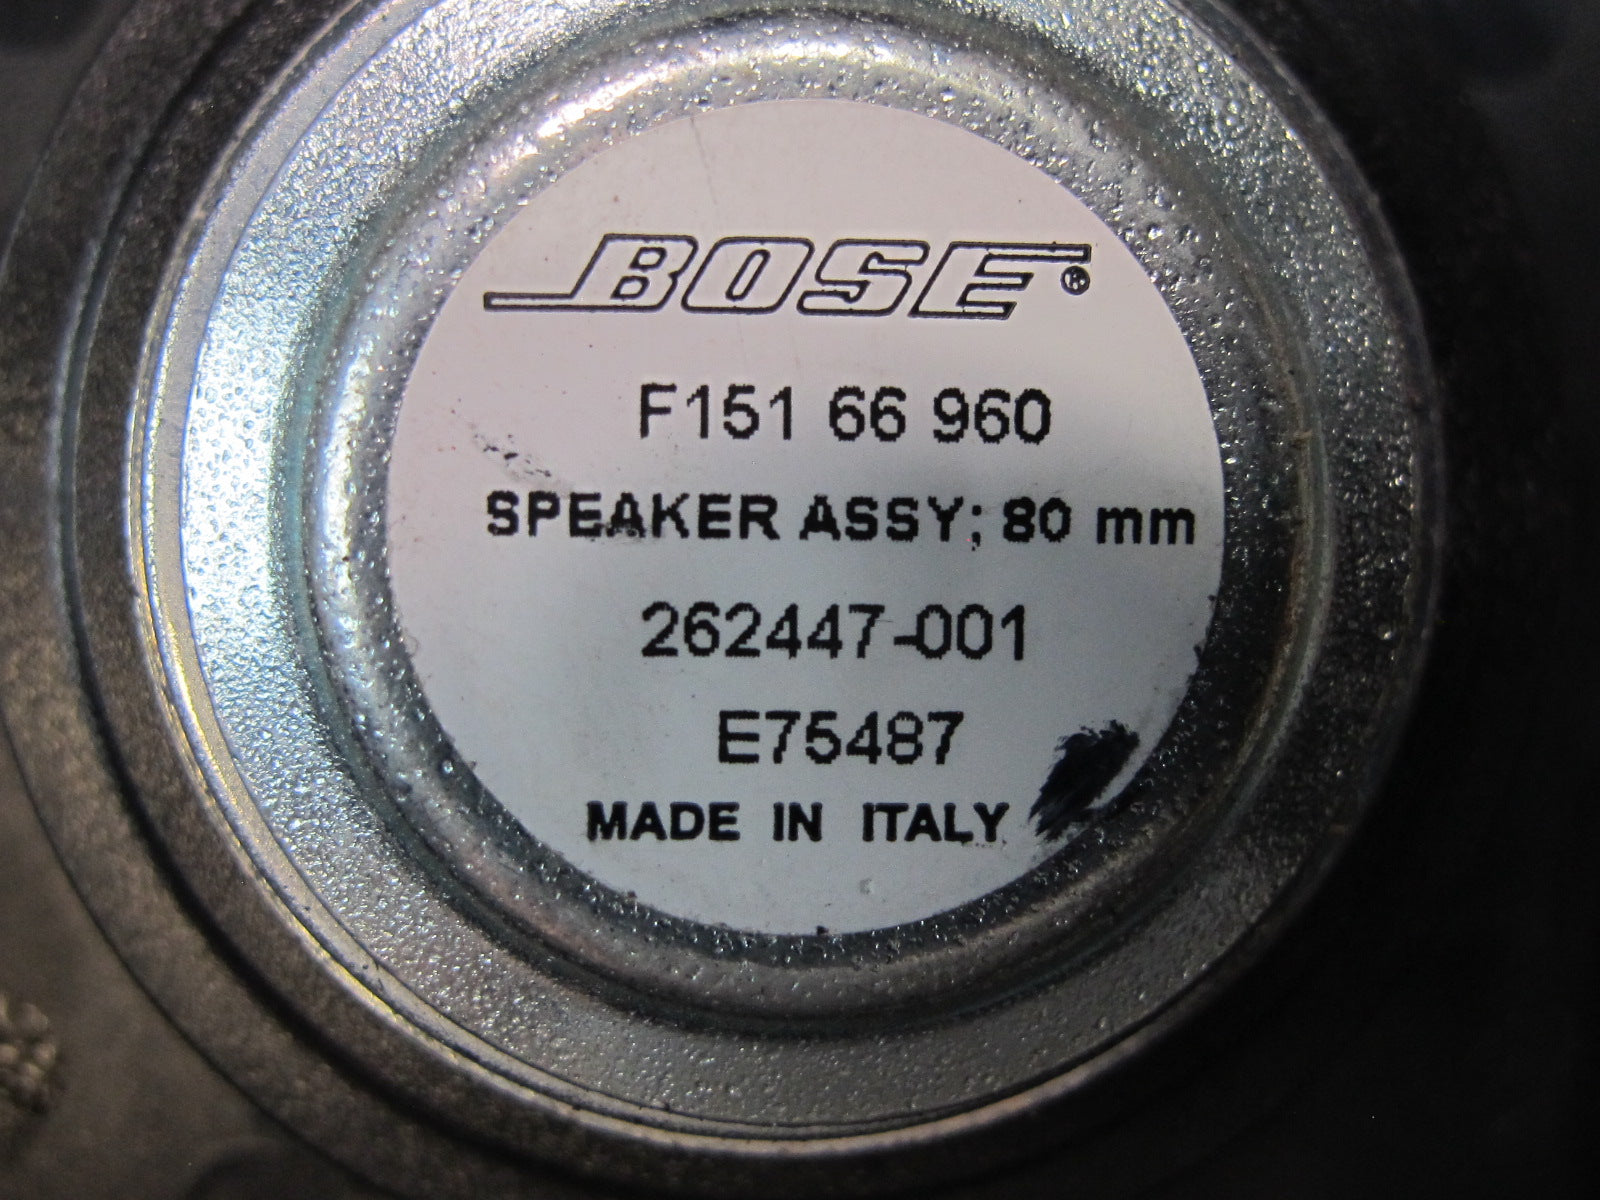 BOSE®
F151 66 960
SPEAKER ASSY; 80 mm
262447-001
E75487
MADE IN ITALY